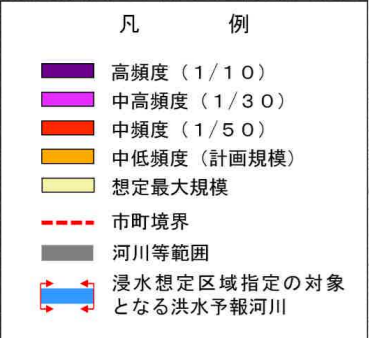 凡 例
高頻度（１/１０）
中高頻度（１/３０）
中頻度（１/５０）
中低頻度（計画規模）
想定最大規模
市町境界
河川等範囲
浸水想定区域指定の対象
となる洪水予報河川